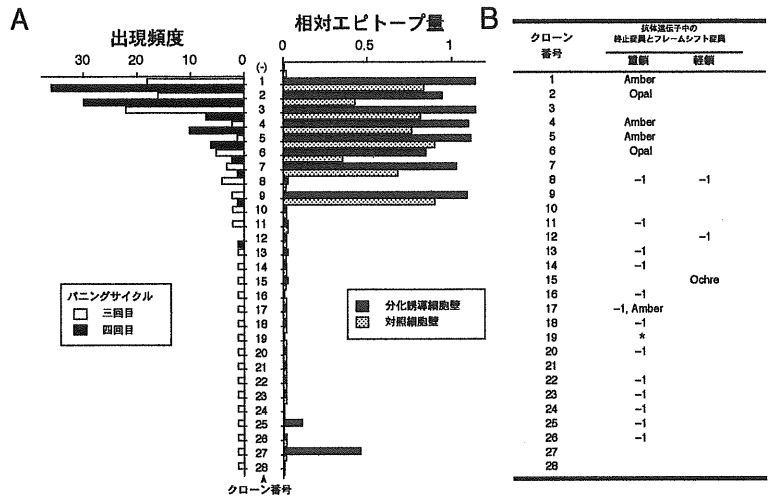 A
出現頻度
30 20 10 0
相対エピトープ量
0 0.5 1
(-)
1
2
3
4
5
6
7
8
9
10
11
12
13
14
15
16
17
18
19
20
21
22
23
24
25
26
27
28
クローン番号
パニングサイクル
三回目
四回目
分化誘導細胞壁
対照細胞壁
B
クローン番号
抗体遺伝子中の
終止変異とフレームシフト変異
重鎖 軽鎖
1 Amber
2 Opal
3
4 Amber
5 Amber
6 Opal
7
8 −1 −1
9
10
11 −1
12 −1
13 −1
14 −1
15 Ochre
16 −1
17 −1, Amber
18 −1
19 *
20 −1
21
22 −1
23 −1
24 −1
25 −1
26 −1
27
28